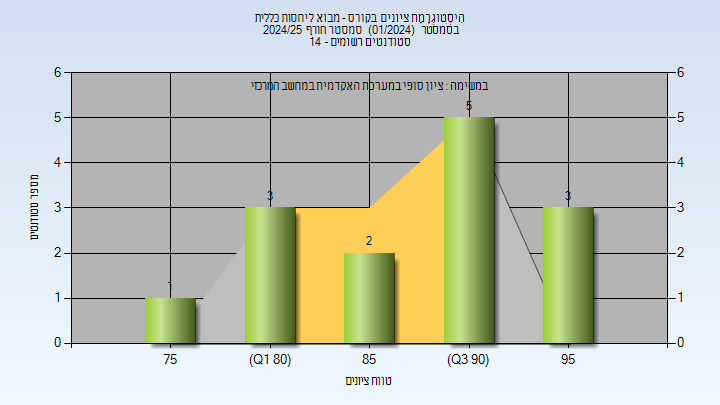 היסטוגרמת ציונים בקורס - מבוא ליחסות כללית
בסמסטר (01/2024) סמסטר חורף 2024/25
סטודנטים רשומים - 14
במשימה : ציון סופי במערכת האקדמית במחשב המרכזי
6 6
5 5
4 4
3 3
2 2
1 1
0 0
1 3 2 5 3
75 (Q1 80) 85 (Q3 90) 95
מספר סטודנטים
טווח ציונים